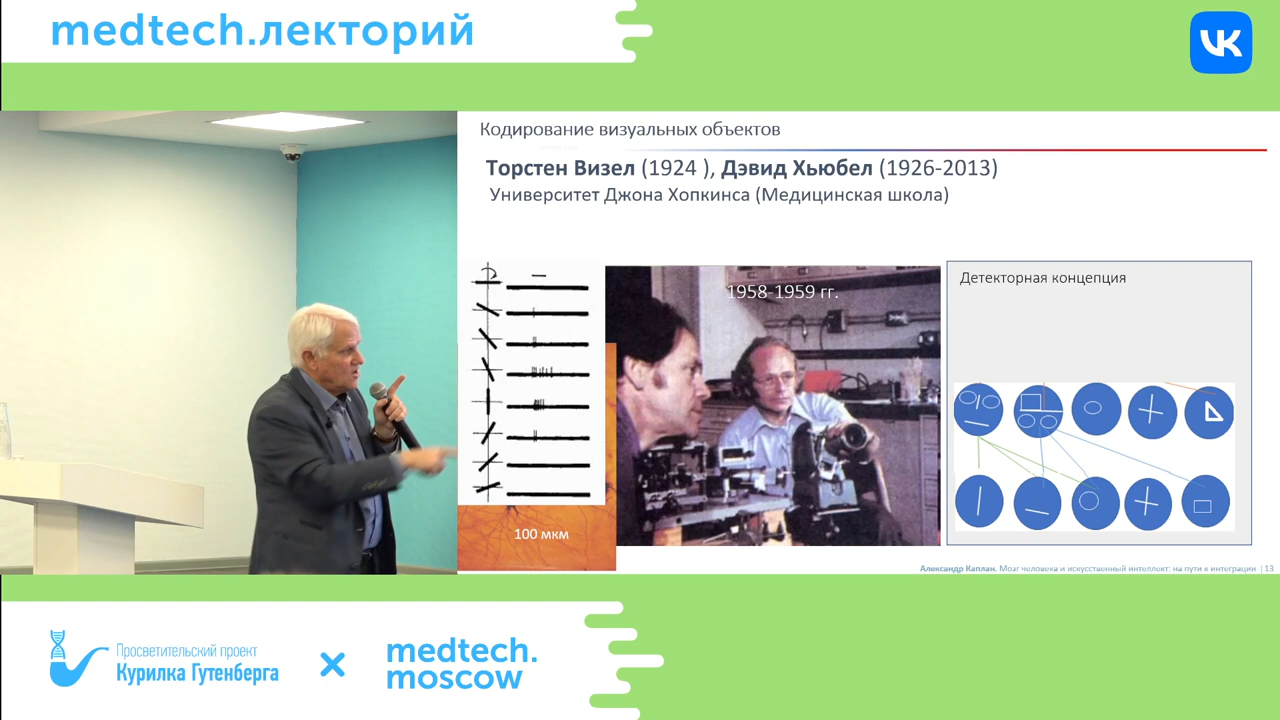 medtech.лекторий
VK
Кодирование визуальных объектов
Торстен Визел (1924 ), Дэвид Хьюбел (1926-2013)
Университет Джона Хопкинса (Медицинская школа)
1958-1959 гг.
Детекторная концепция
100 мкм
Александр Каплан. Мозг человека и искусственный интеллект: на пути к интеграции | 13
Просветительский проект
Курилка Гутенберга
×
medtech.
moscow